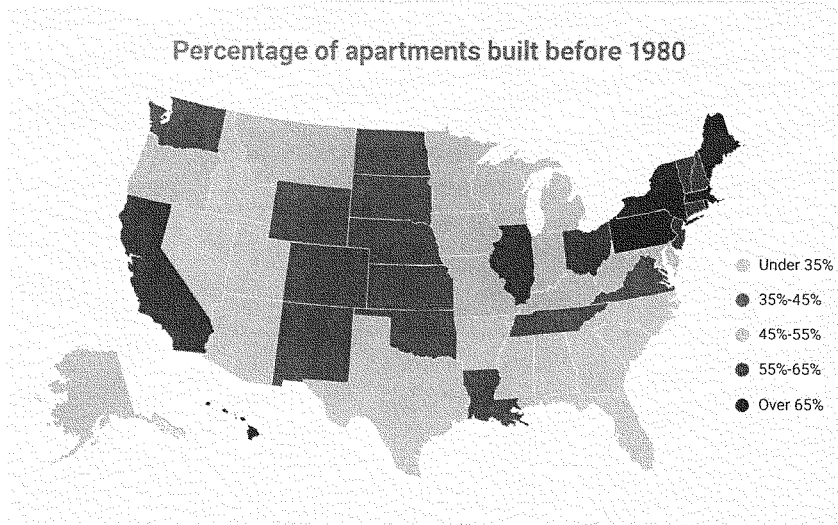 Percentage of apartments built before 1980
Under 35%
35%-45%
45%-55%
55%-65%
Over 65%